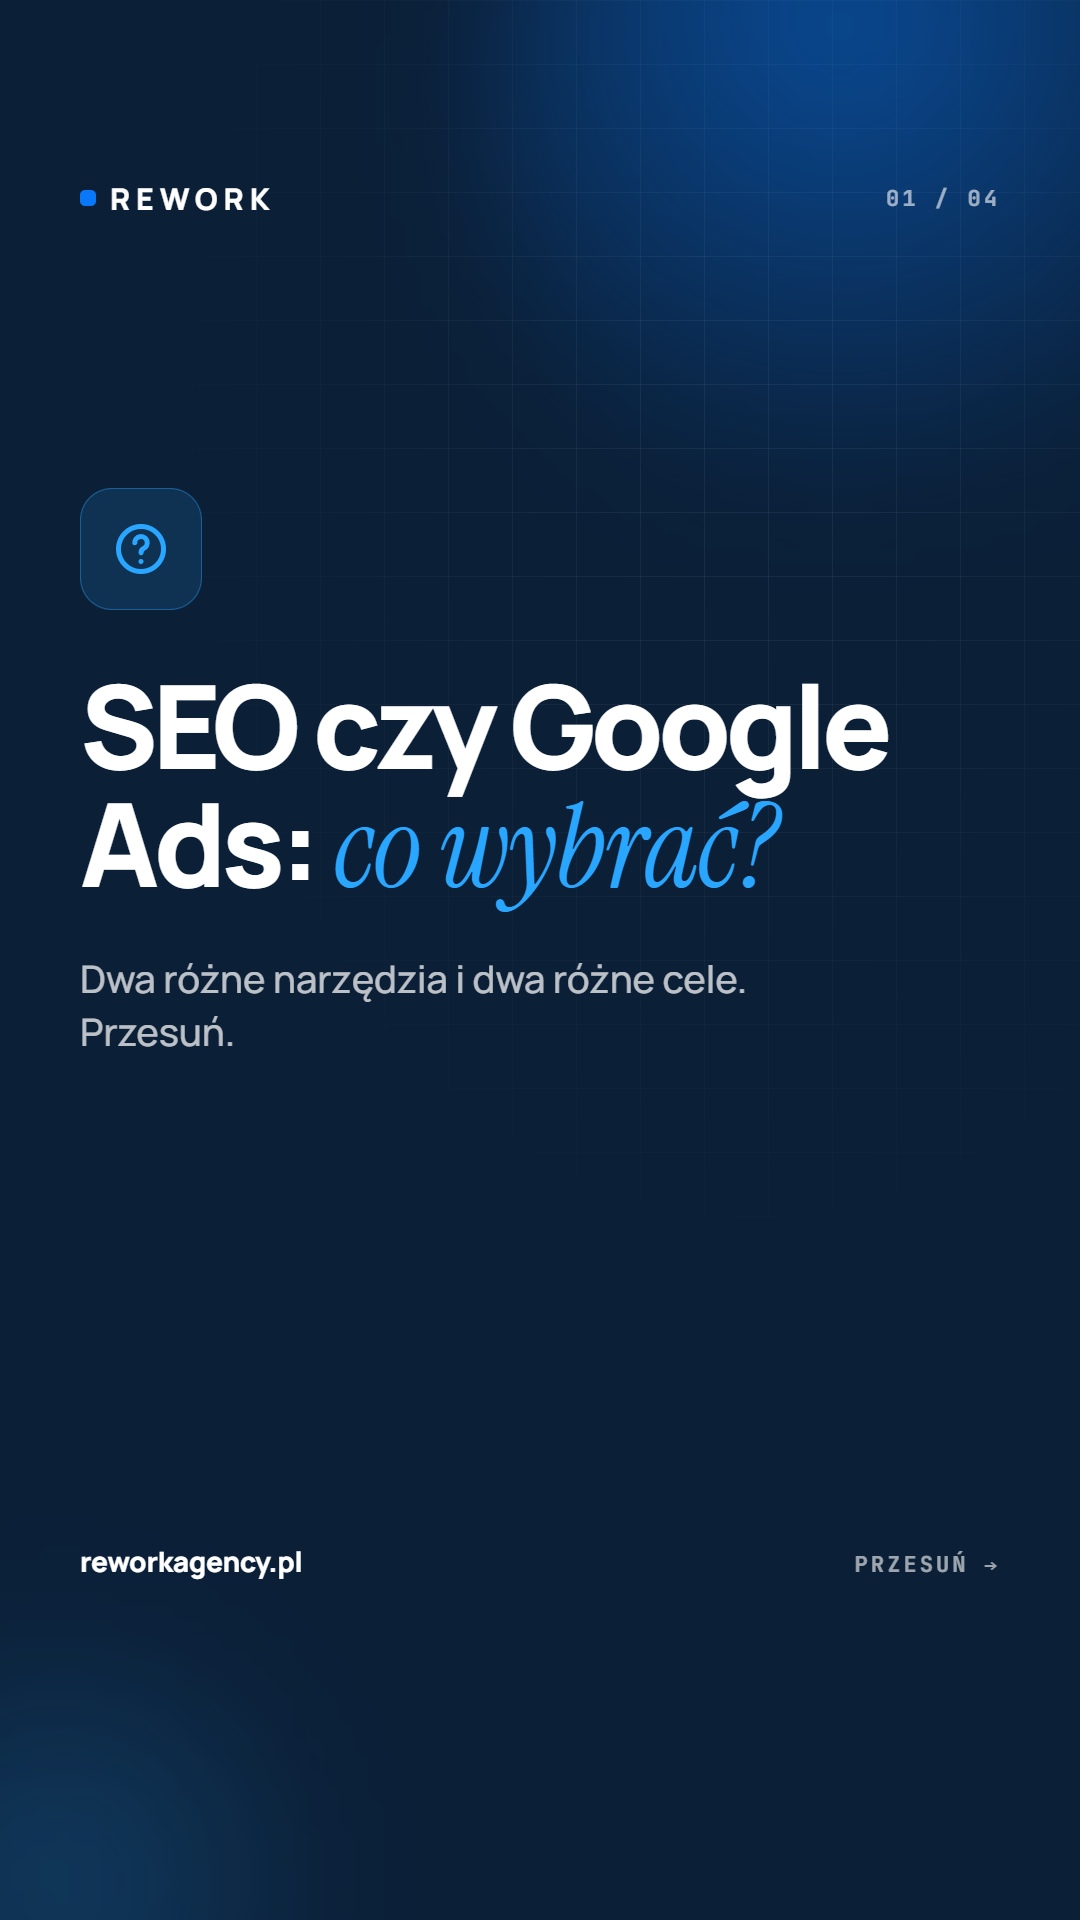 REWORK
01 / 04
SEO czy Google
Ads: co wybrać?
Dwa różne narzędzia i dwa różne cele.
Przesuń.
reworkagency.pl
PRZESUŃ →